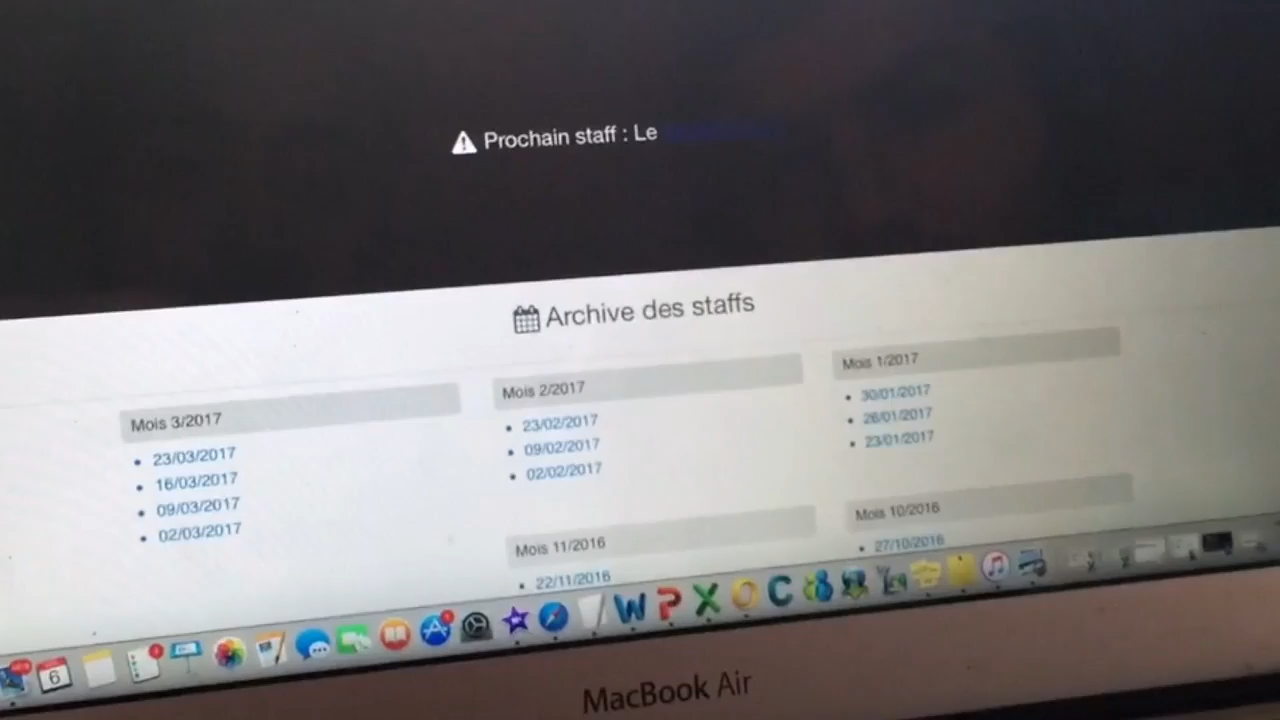 Prochain staff : Le
Archive des staffs
Mois 3/2017
23/03/2017
16/03/2017
09/03/2017
02/03/2017
Mois 2/2017
23/02/2017
09/02/2017
02/02/2017
Mois 1/2017
30/01/2017
26/01/2017
23/01/2017
Mois 11/2016
22/11/2016
Mois 10/2016
27/10/2016
6
MacBook Air